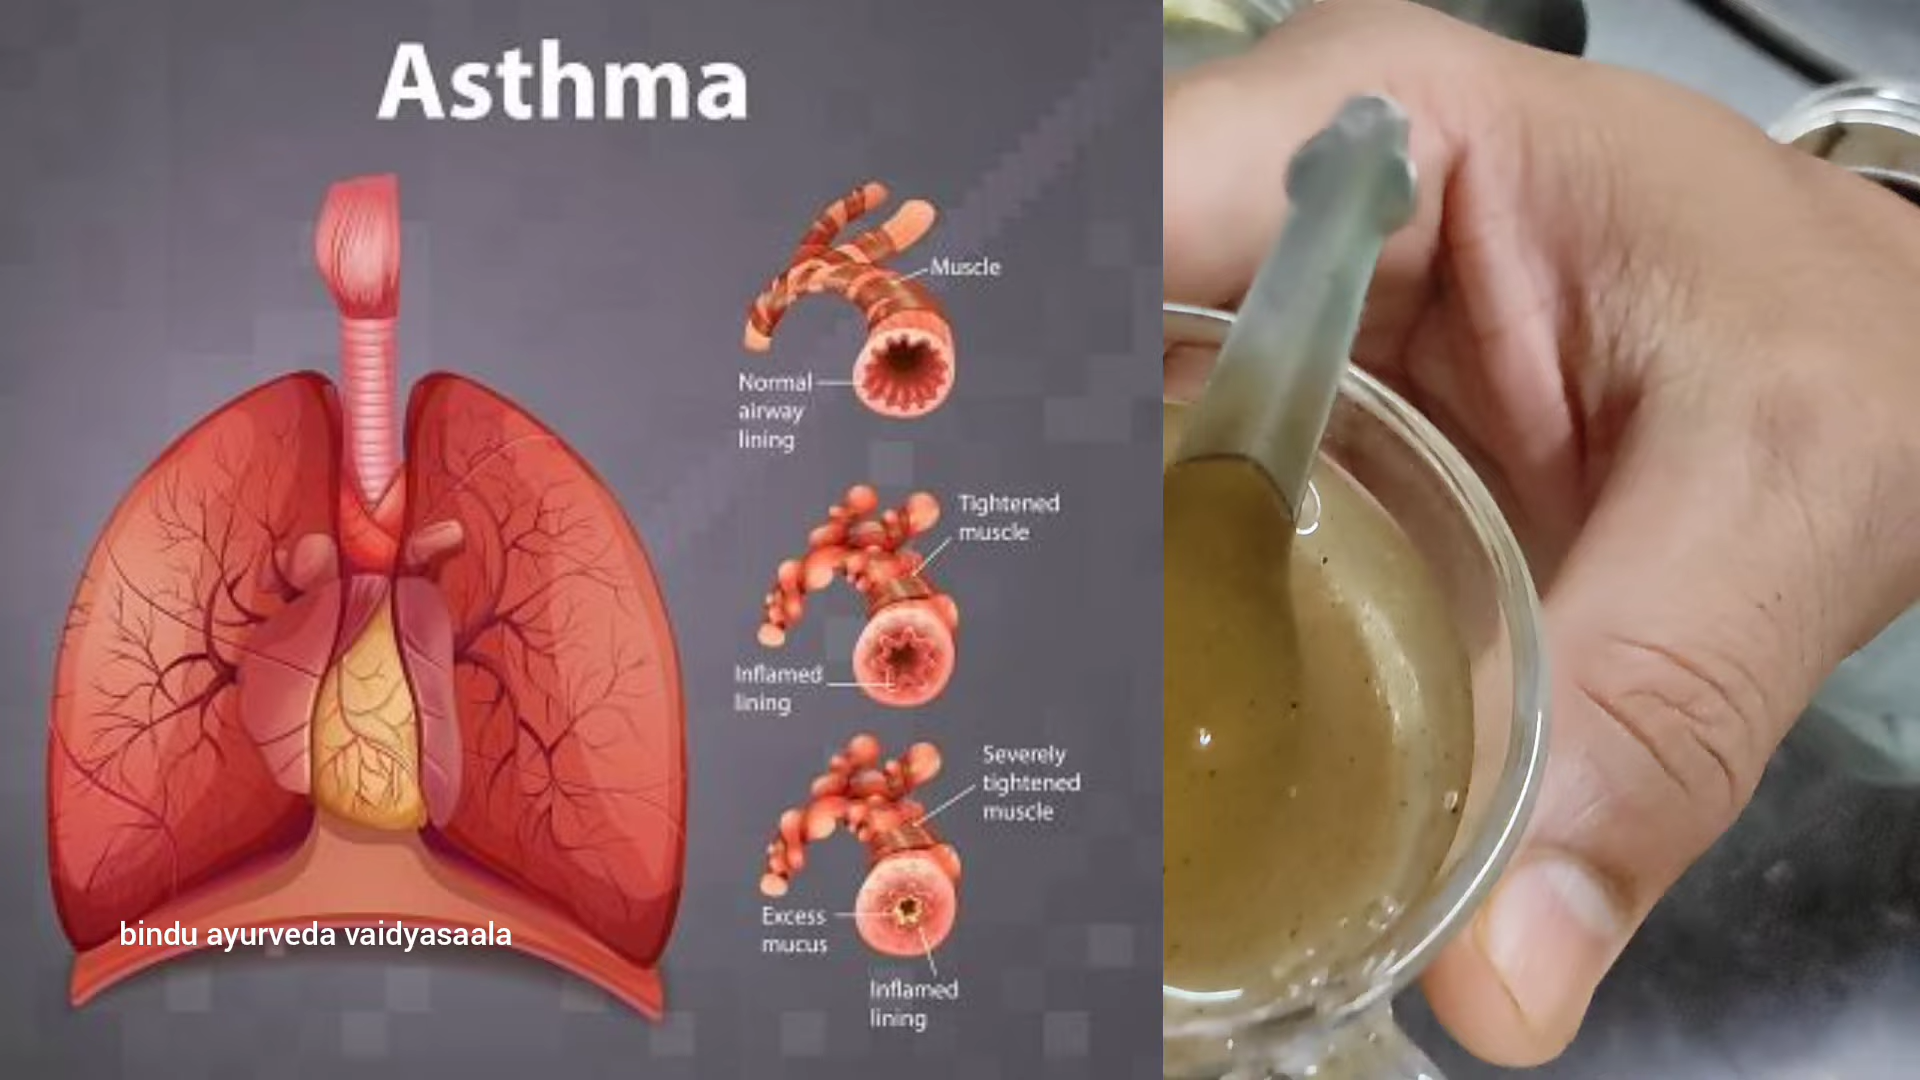 Asthma
Muscle
Normal
airway
lining
Tightened
muscle
Inflamed
lining
Severely
tightened
muscle
Excess
mucus
Inflamed
lining
bindu ayurveda vaidyasaala